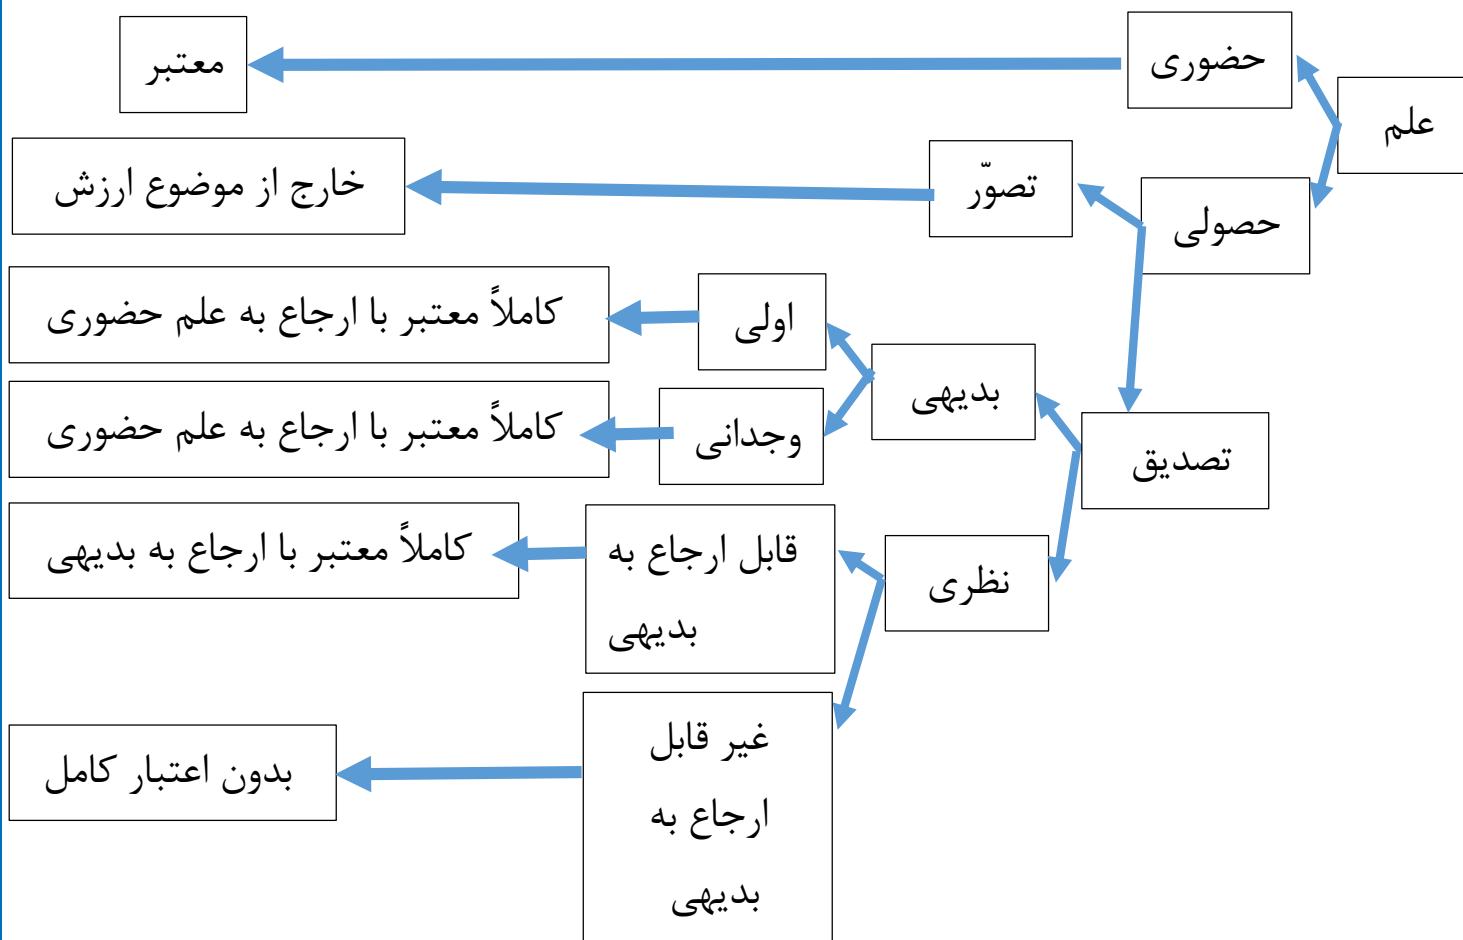 علم
حضوری
معتبر
حصولی
تصوّر
خارج از موضوع ارزش
تصدیق
بدیهی
اولی
کاملاً معتبر با ارجاع به علم حضوری
وجدانی
کاملاً معتبر با ارجاع به علم حضوری
نظری
قابل ارجاع به
بدیهی
کاملاً معتبر با ارجاع به بدیهی
غیر قابل
ارجاع به
بدیهی
بدون اعتبار کامل